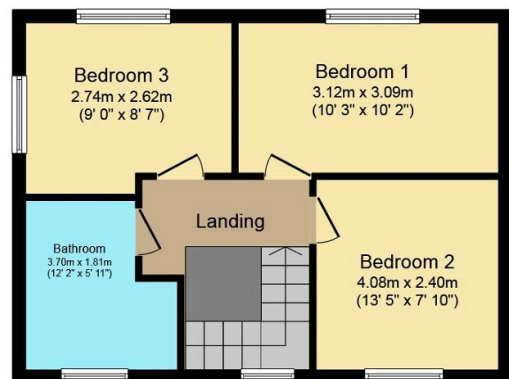 Bedroom 3
2.74m x 2.62m
(9' 0" x 8' 7")
Bedroom 1
3.12m x 3.09m
(10' 3" x 10' 2")
Landing
Bathroom
3.70m x 1.81m
(12' 2" x 5' 11")
Bedroom 2
4.08m x 2.40m
(13' 5" x 7' 10")